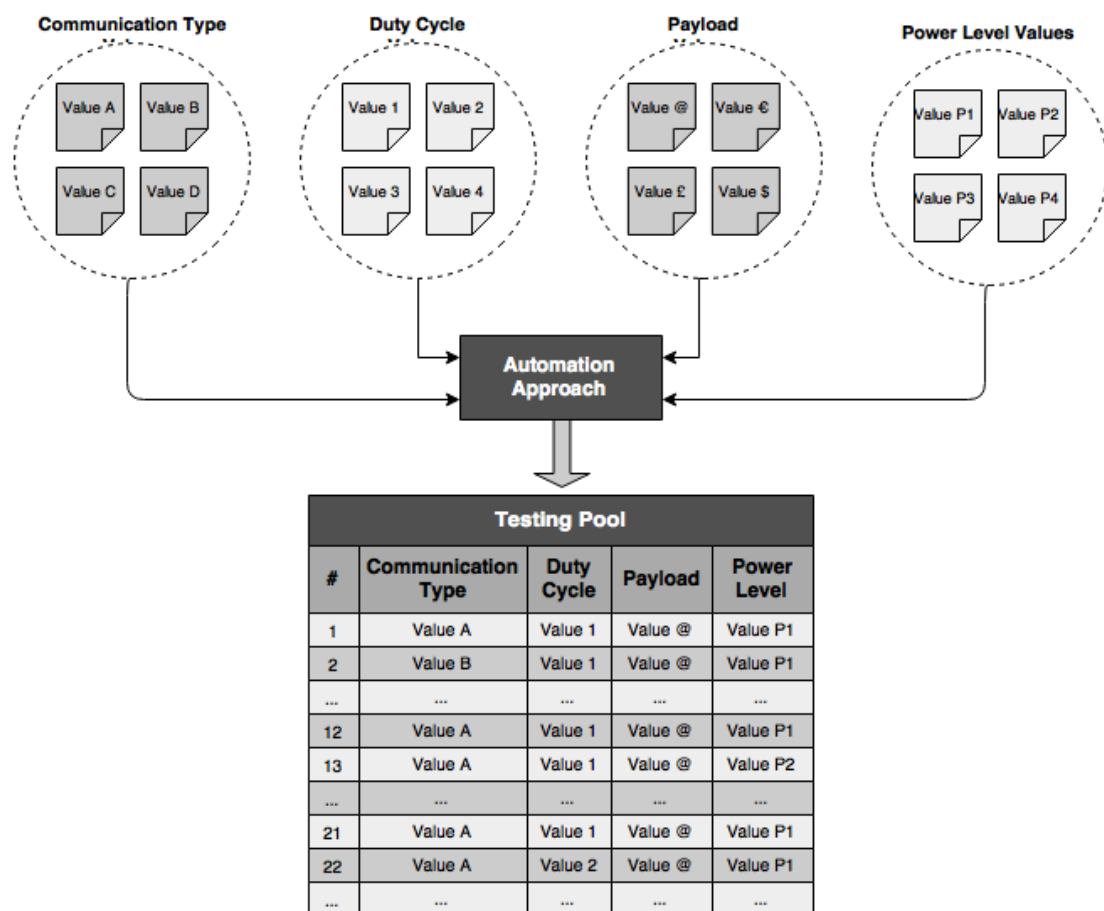 Communication Type
Duty Cycle
Payload
Power Level Values
Value A
Value B
Value 1
Value 2
Value @
Value €
Value P1
Value P2
Value C
Value D
Value 3
Value 4
Value £
Value $
Value P3
Value P4
Automation
Approach
Testing Pool
# Communication Type Duty Cycle Payload Power Level
1 Value A Value 1 Value @ Value P1
2 Value B Value 1 Value @ Value P1
... ... ... ... ...
12 Value A Value 1 Value @ Value P1
13 Value A Value 1 Value @ Value P2
... ... ... ... ...
21 Value A Value 1 Value @ Value P1
22 Value A Value 2 Value @ Value P1
... ... ... ... ...